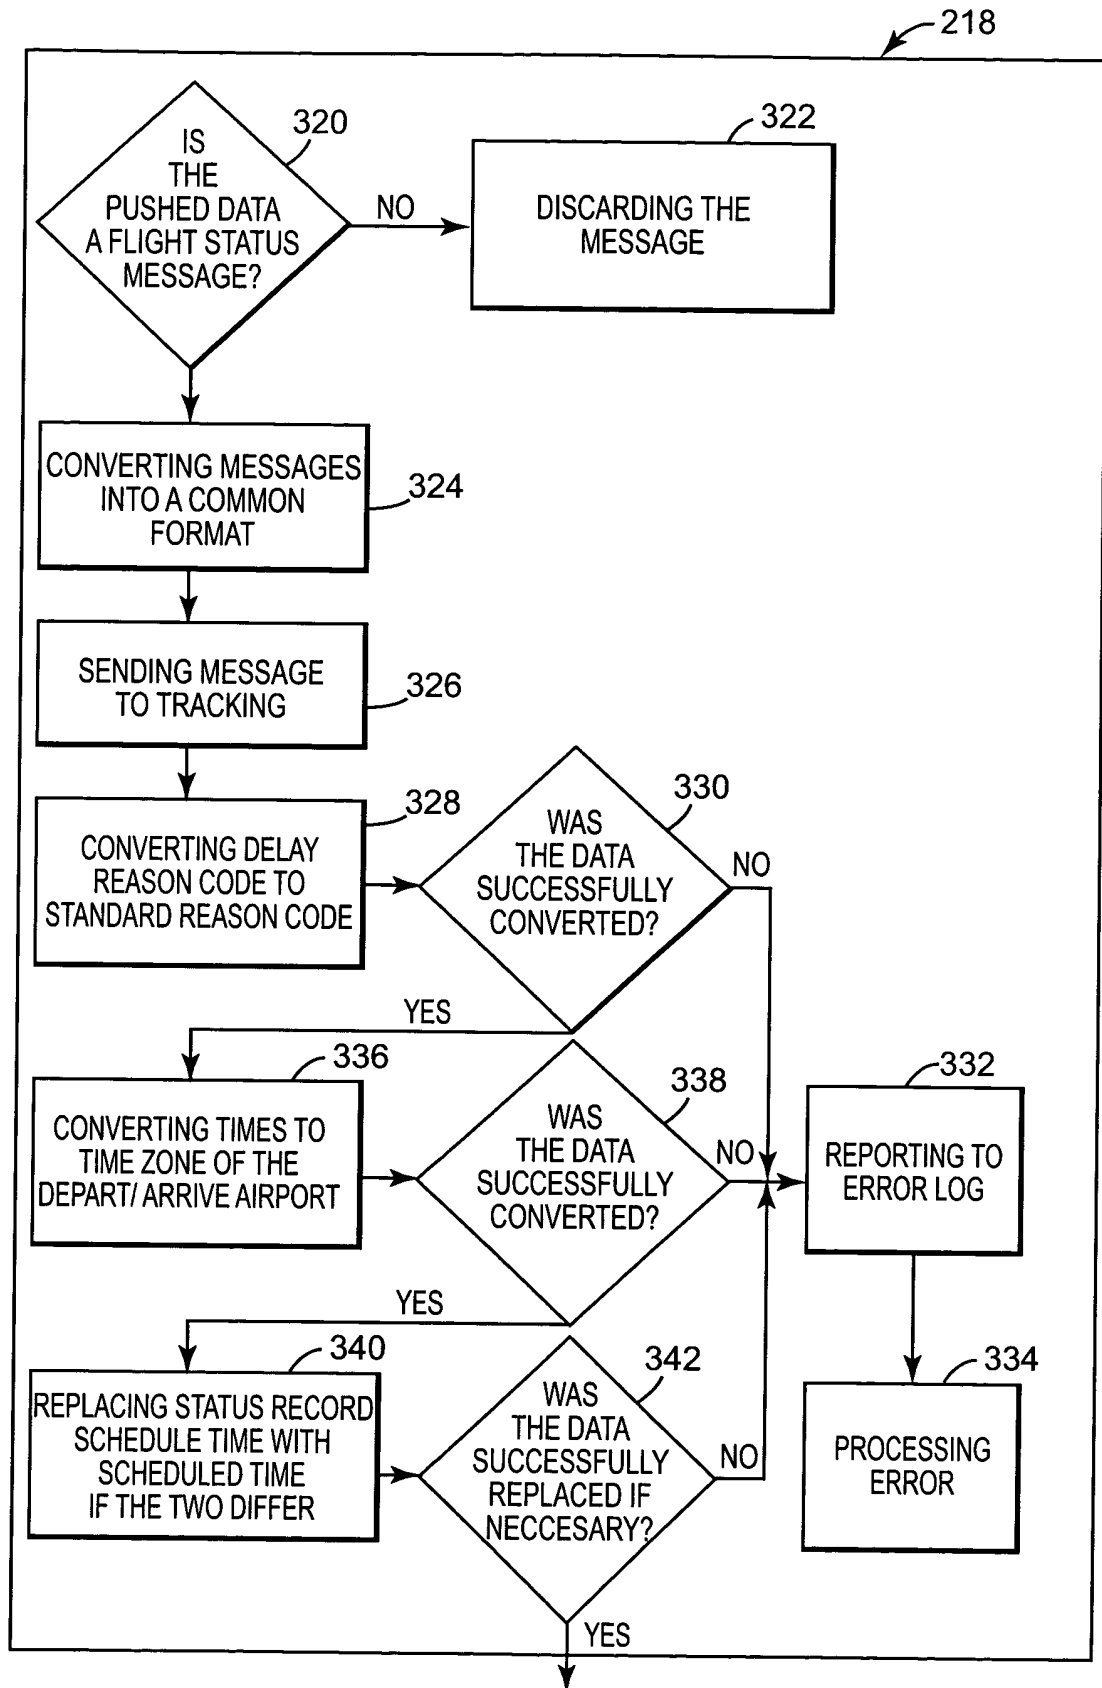 218
IS
THE
PUSHED DATA
A FLIGHT STATUS
MESSAGE?
320
NO
DISCARDING THE
MESSAGE
322
CONVERTING MESSAGES
INTO A COMMON
FORMAT
324
SENDING MESSAGE
TO TRACKING
326
CONVERTING DELAY
REASON CODE TO
STANDARD REASON CODE
328
WAS
THE DATA
SUCCESSFULLY
CONVERTED?
330
NO
YES
CONVERTING TIMES TO
TIME ZONE OF THE
DEPART/ ARRIVE AIRPORT
336
WAS
THE DATA
SUCCESSFULLY
CONVERTED?
338
NO
REPORTING TO
ERROR LOG
332
YES
REPLACING STATUS RECORD
SCHEDULE TIME WITH
SCHEDULED TIME
IF THE TWO DIFFER
340
WAS
THE DATA
SUCCESSFULLY
REPLACED IF
NECCESARY?
342
NO
PROCESSING
ERROR
334
YES